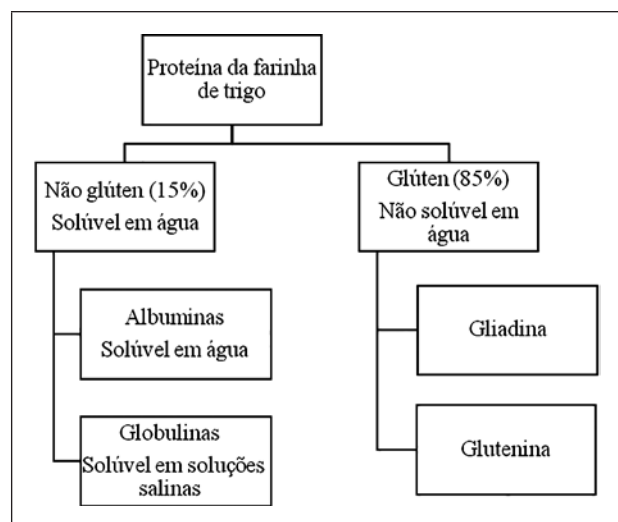 Proteína da farinha
de trigo
Não glúten (15%)
Solúvel em água
Glúten (85%)
Não solúvel em
água
Albuminas
Solúvel em água
Gliadina
Globulinas
Solúvel em soluções
salinas
Glutenina